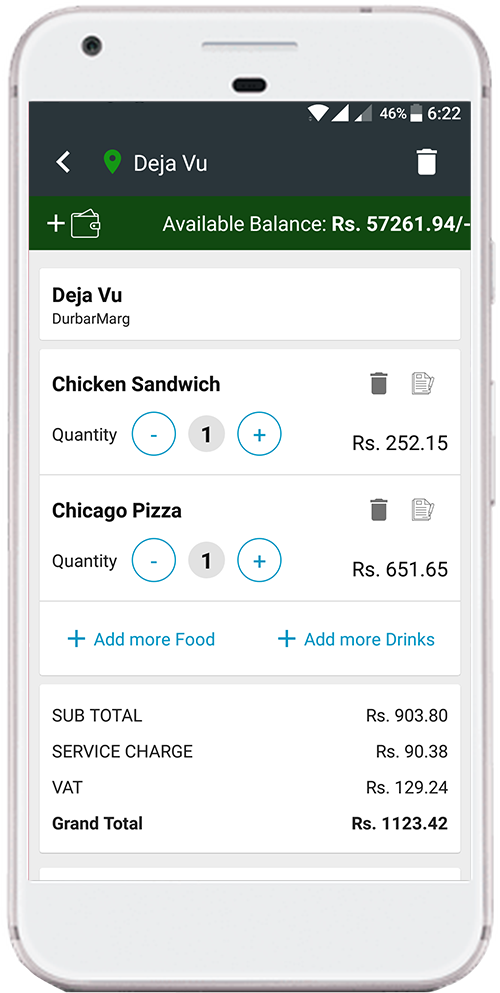 46% 6:22
Deja Vu
Available Balance: Rs. 57261.94/-
Deja Vu
DurbarMarg
Chicken Sandwich
Quantity - 1 + Rs. 252.15
Chicago Pizza
Quantity - 1 + Rs. 651.65
+ Add more Food + Add more Drinks
SUB TOTAL Rs. 903.80
SERVICE CHARGE Rs. 90.38
VAT Rs. 129.24
Grand Total Rs. 1123.42